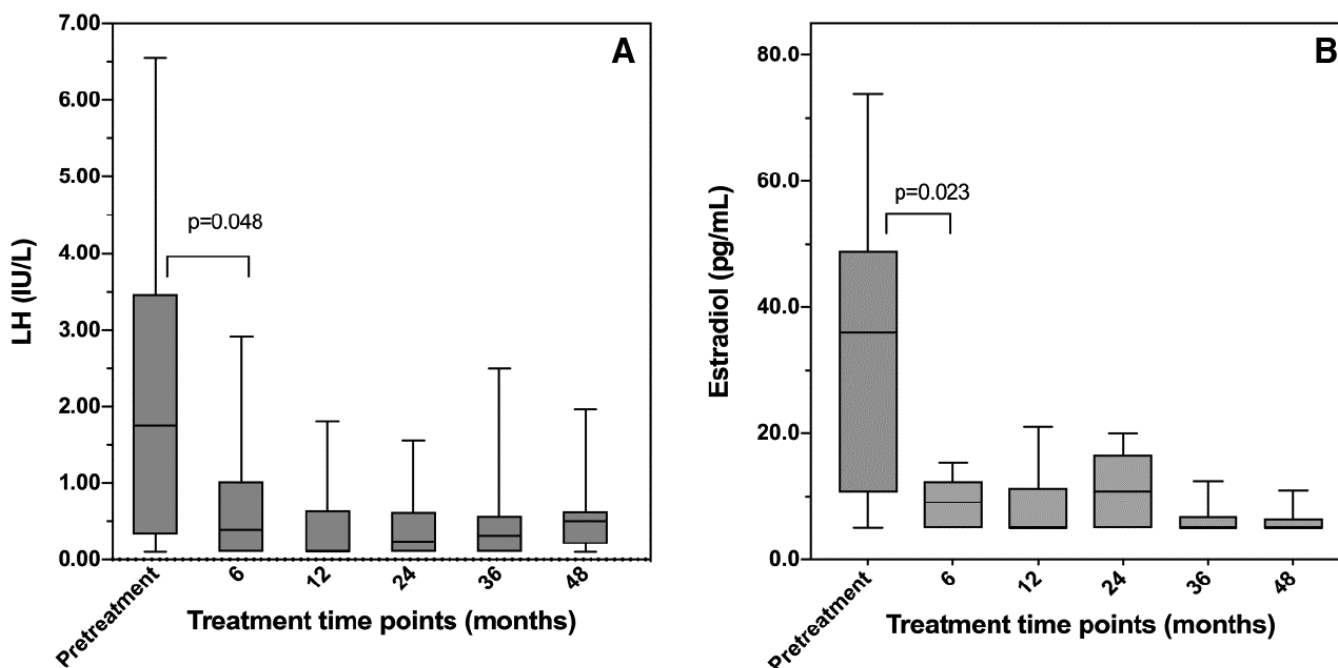 A
LH (IU/L)
7.00
6.00
5.00
4.00
3.00
2.00
1.00
0.00
p=0.048
Pretreatment
6
12
24
36
48
Treatment time points (months)
B
Estradiol (pg/mL)
80.0
60.0
40.0
20.0
0.0
p=0.023
Pretreatment
6
12
24
36
48
Treatment time points (months)